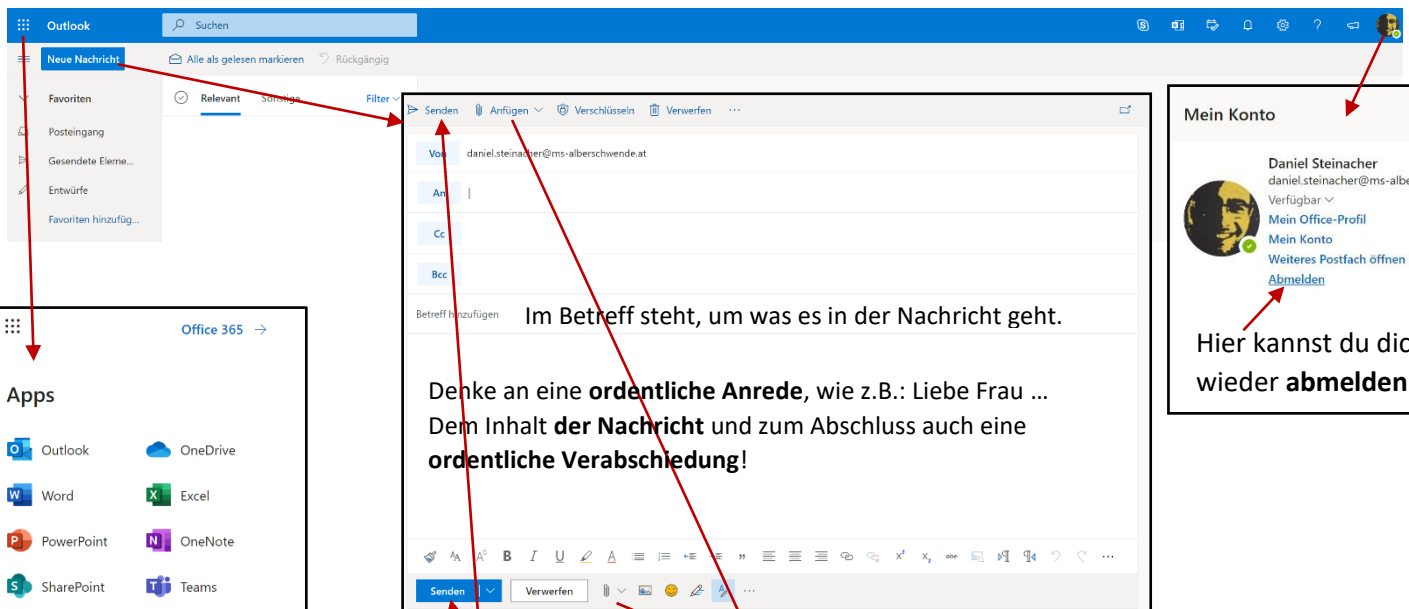 Outlook
Suchen
Neue Nachricht
Alle als gelesen markieren
Rückgängig
Favoriten
Relevant
Sonstige
Filter
Posteingang
Gesendete Eleme...
Entwürfe
Favoriten hinzufüg...
Senden
Anfügen
Verschlüsseln
Verwerfen
...
Von
daniel.steinacher@ms-alberschwende.at
An
Cc
Bcc
Betreff hinzufügen
Im Betreff steht, um was es in der Nachricht geht.
Denke an eine ordentliche Anrede, wie z.B.: Liebe Frau …
Dem Inhalt der Nachricht und zum Abschluss auch eine
ordentliche Verabschiedung!
Senden
Verwerfen
Mein Konto
Daniel Steinacher
daniel.steinacher@ms-albe
Verfügbar
Mein Office-Profil
Mein Konto
Weiteres Postfach öffnen
Abmelden
Hier kannst du dic
wieder abmelden
Office 365 →
Apps
Outlook
OneDrive
Word
Excel
PowerPoint
OneNote
SharePoint
Teams